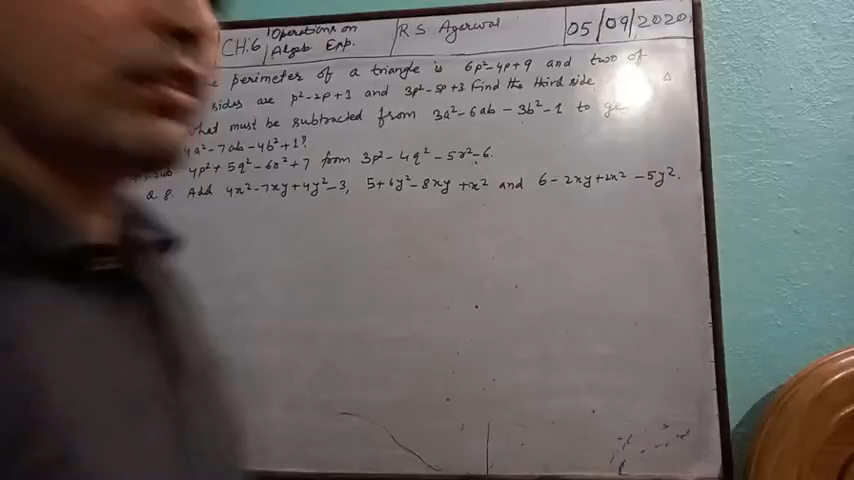 CH:6 Operations on Algeb. Exp. R S Agarwal 05/09/2020
perimeter of a triangle is 6p²-4p+9 and two of
sides are p²-2p+1 and 3p²-5p+3. Find the third side Δ
what must be subtracted from 3a²-6ab-3b²-1 to
4a²-7ab-4b²+1?
Sub 4p²+5q²-6r²+7 from 3p²-4q²-5r²-6.
Q 8. Add 4x²-7xy+4y²-3, 5+6y²-8xy+x² and 6-2xy+2x²-5y².